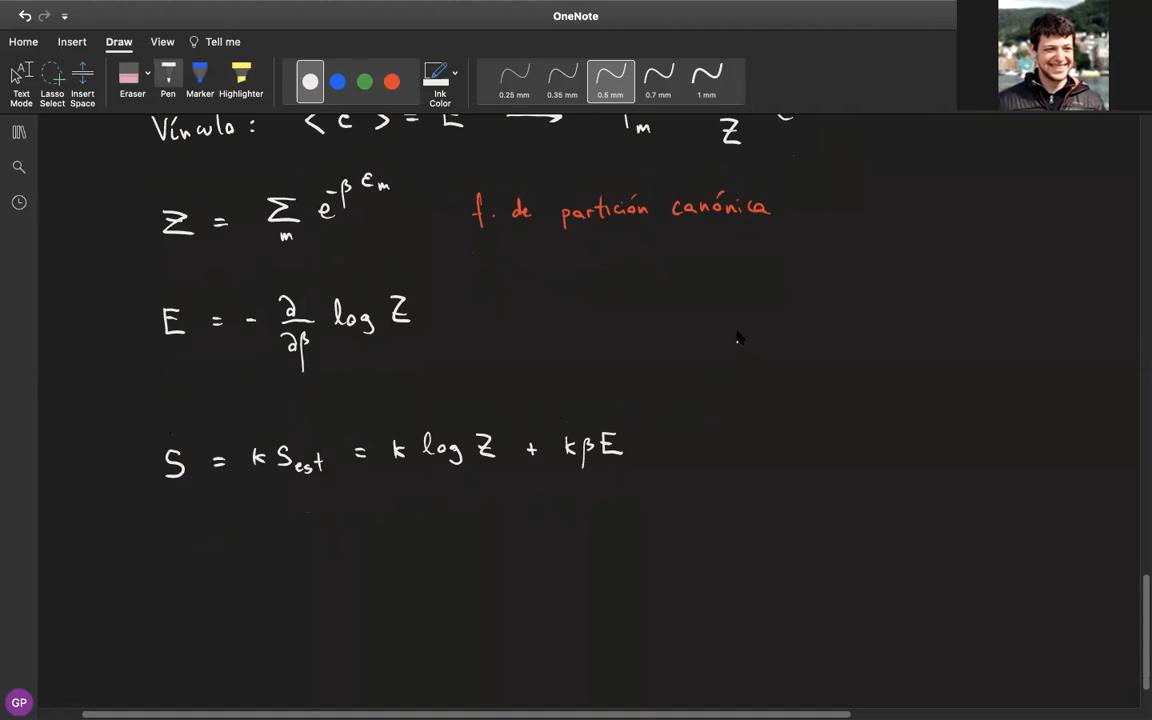 OneNote
Home Insert Draw View Tell me
Text Mode Lasso Select Insert Space Eraser Pen Marker Highlighter Ink Color 0.25 mm 0.35 mm 0.5 mm 0.7 mm 1 mm
Vínculo: < ε > = E ⟶
Z = ∑_m e^{-β ε_m} f. de partición canónica
E = - ∂/∂β log Z
S = k S_est = k log Z + kβE
GP